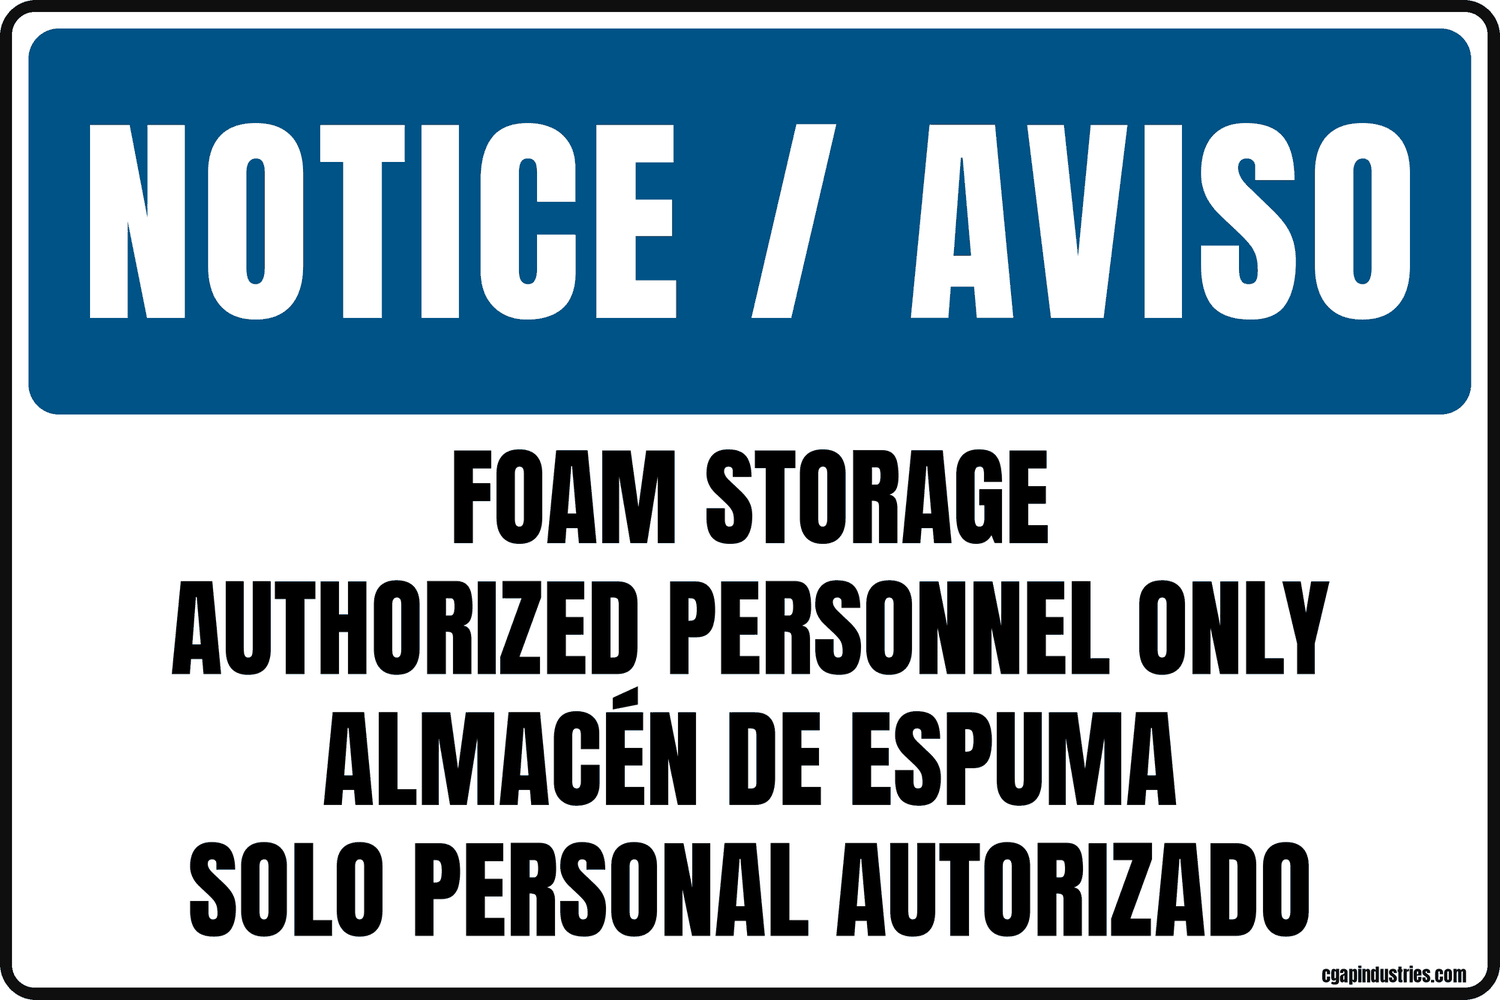 NOTICE / AVISO
FOAM STORAGE
AUTHORIZED PERSONNEL ONLY
ALMACÉN DE ESPUMA
SOLO PERSONAL AUTORIZADO
cgapindustries.com